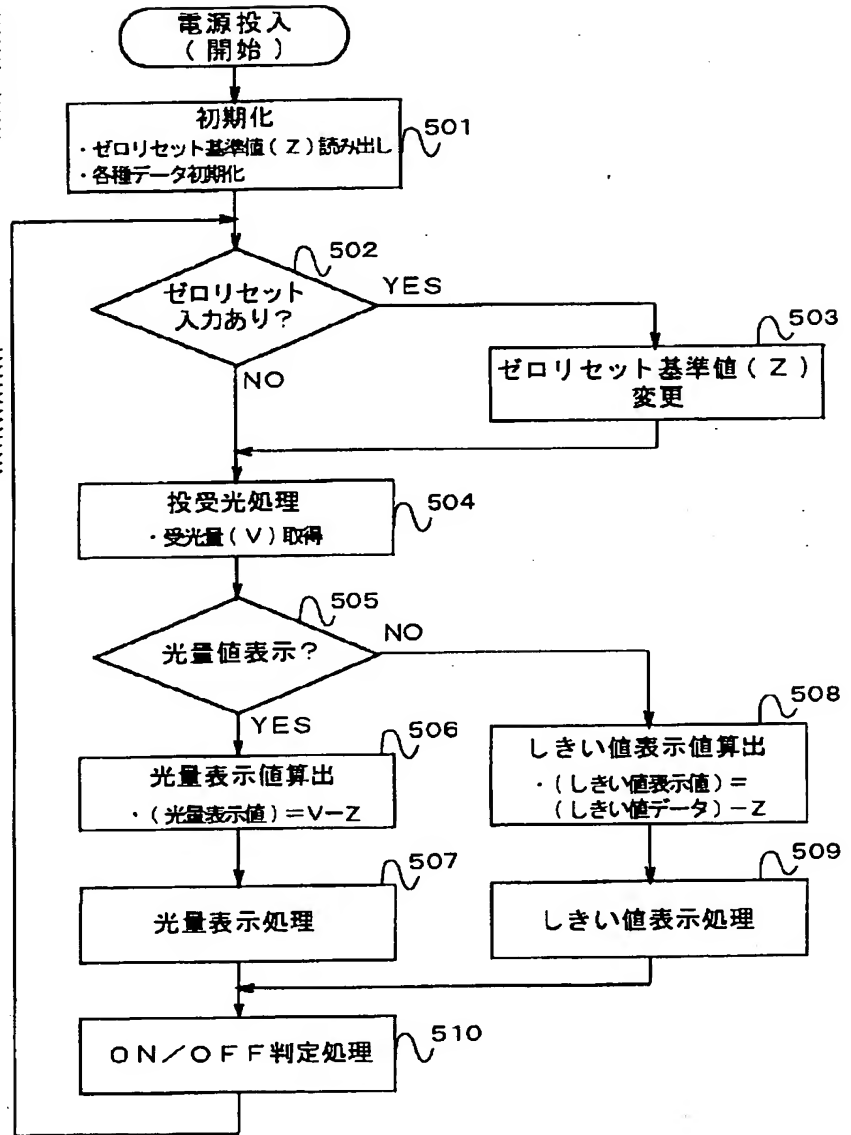 電源投入
(開始)
初期化
・ゼロリセット基準値(Z)読み出し
・各種データ初期化
501
502
ゼロリセット
入力あり?
YES
NO
503
ゼロリセット基準値(Z)
変更
投受光処理
・受光量(V)取得
504
505
光量値表示?
NO
YES
506
光量表示値算出
・(光量表示値)=V-Z
508
しきい値表示値算出
・(しきい値表示値)=
(しきい値データ)-Z
507
光量表示処理
509
しきい値表示処理
ON/OFF判定処理
510